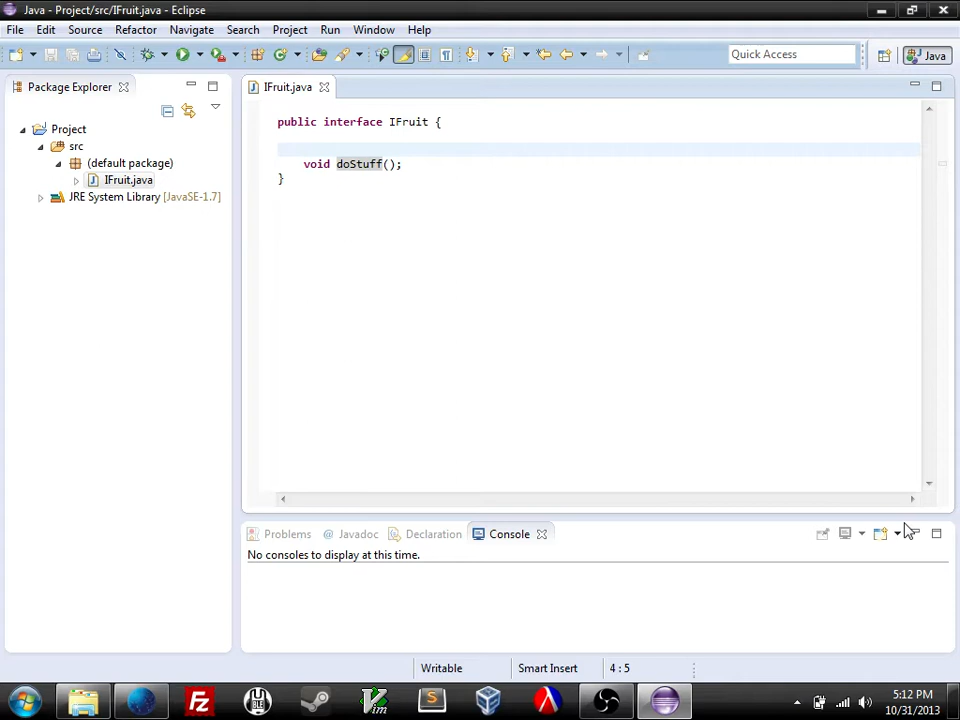 Java - Project/src/IFruit.java - Eclipse
File Edit Source Refactor Navigate Search Project Run Window Help
Quick Access
Java
Package Explorer
IFruit.java
Project
src
(default package)
IFruit.java
JRE System Library [JavaSE-1.7]
public interface IFruit {
void doStuff();
}
Problems @ Javadoc Declaration Console
No consoles to display at this time.
Writable Smart Insert 4 : 5
5:12 PM
10/31/2013